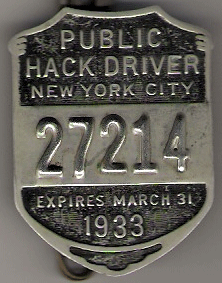 PUBLIC
HACK DRIVER
NEW YORK CITY
27214
EXPIRES MARCH 31
1933